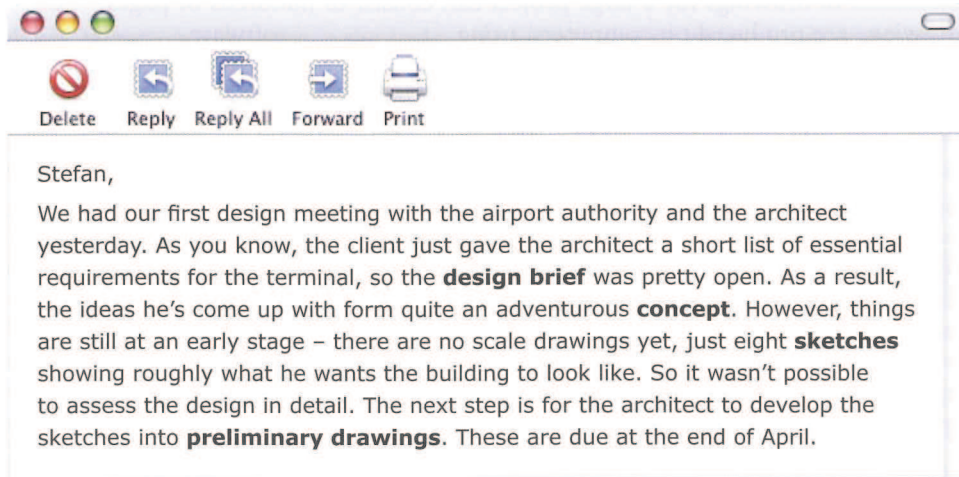 Delete Reply Reply All Forward Print
Stefan,
We had our first design meeting with the airport authority and the architect
yesterday. As you know, the client just gave the architect a short list of essential
requirements for the terminal, so the design brief was pretty open. As a result,
the ideas he's come up with form quite an adventurous concept. However, things
are still at an early stage – there are no scale drawings yet, just eight sketches
showing roughly what he wants the building to look like. So it wasn't possible
to assess the design in detail. The next step is for the architect to develop the
sketches into preliminary drawings. These are due at the end of April.